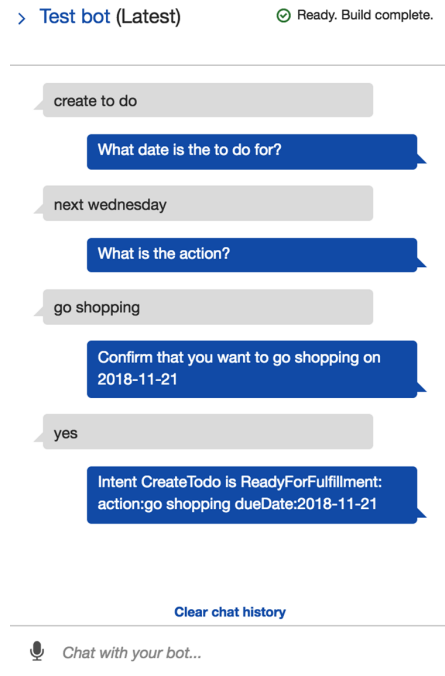 Test bot (Latest)
Ready. Build complete.
create to do
What date is the to do for?
next wednesday
What is the action?
go shopping
Confirm that you want to go shopping on
2018-11-21
yes
Intent CreateTodo is ReadyForFulfillment:
action:go shopping dueDate:2018-11-21
Clear chat history
Chat with your bot...